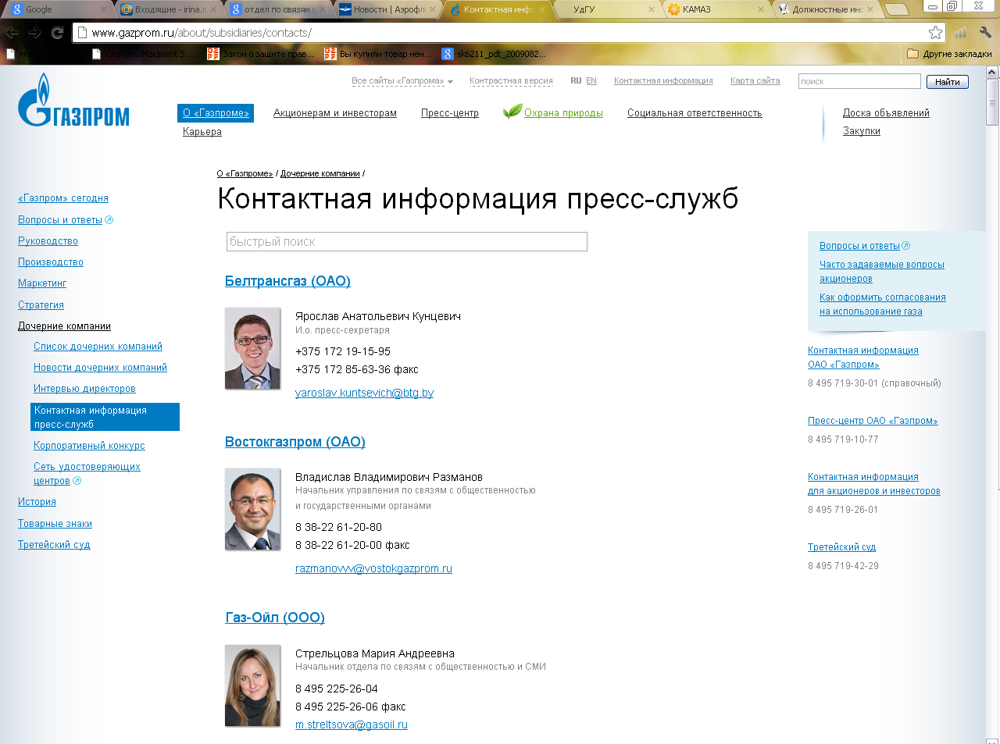 Google
Входящие - irina.
отдел по связям с
Новости | Аэрофл
Контактная инфо
УдГУ
КАМАЗ
Должностные инс
www.gazprom.ru/about/subsidiaries/contacts/
Скачать Maidment S....
Закон о защите прав...
Вы купили товар нен...
sk6211_pdt_2009082...
Другие закладки
ГАЗПРОМ
Все сайты «Газпрома»
Контрастная версия
RU EN
Контактная информация
Карта сайта
поиск
Найти
О «Газпроме»
Акционерам и инвесторам
Пресс-центр
Охрана природы
Социальная ответственность
Карьера
Доска объявлений
Закупки
О «Газпроме» / Дочерние компании /
Контактная информация пресс-служб
«Газпром» сегодня
Вопросы и ответы
Руководство
Производство
Маркетинг
Стратегия
Дочерние компании
Список дочерних компаний
Новости дочерних компаний
Интервью директоров
Контактная информация
пресс-служб
Корпоративный конкурс
Сеть удостоверяющих
центров
История
Товарные знаки
Третейский суд
быстрый поиск
Белтрансгаз (ОАО)
Ярослав Анатольевич Кунцевич
И.о. пресс-секретаря
+375 172 19-15-95
+375 172 85-63-36 факс
yaroslav.kuntsevich@btg.by
Востокгазпром (ОАО)
Владислав Владимирович Разманов
Начальник управления по связям с общественностью
и государственными органами
8 38-22 61-20-80
8 38-22 61-20-00 факс
razmanovvv@vostokgazprom.ru
Газ-Ойл (ООО)
Стрельцова Мария Андреевна
Начальник отдела по связям с общественностью и СМИ
8 495 225-26-04
8 495 225-26-06 факс
m.streltsova@gasoil.ru
Вопросы и ответы
Часто задаваемые вопросы
акционеров
Как оформить согласования
на использование газа
Контактная информация
ОАО «Газпром»
8 495 719-30-01 (справочный)
Пресс-центр ОАО «Газпром»
8 495 719-10-77
Контактная информация
для акционеров и инвесторов
8 495 719-26-01
Третейский суд
8 495 719-42-29